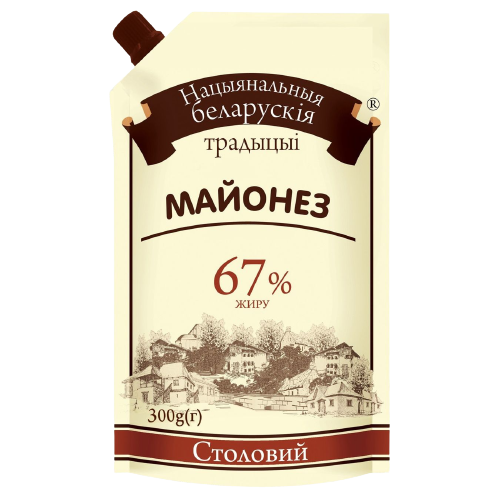 Нацыянальныя
беларускія
®
традыцыі
МАЙОНЕЗ
67%
ЖИРУ
300g(г)
Столовий